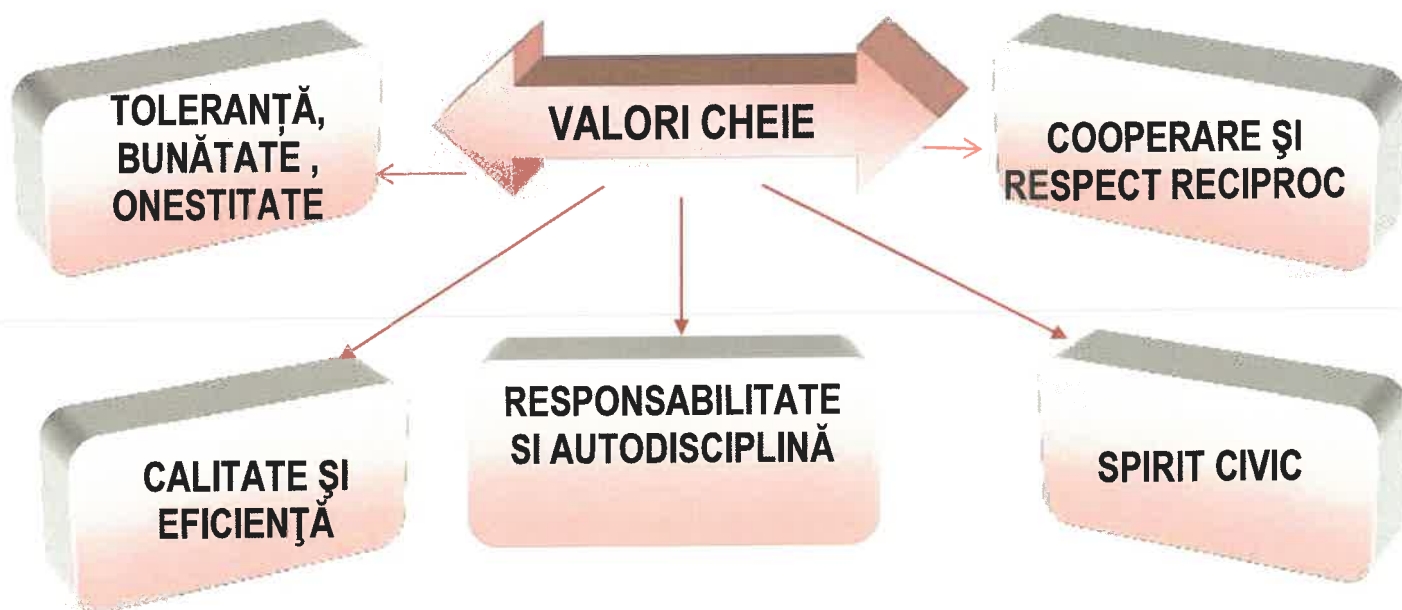 VALORI CHEIE
TOLERANȚĂ,
BUNĂTATE ,
ONESTITATE
COOPERARE ŞI
RESPECT RECIPROC
CALITATE ŞI
EFICIENŢĂ
RESPONSABILITATE
SI AUTODISCIPLINĂ
SPIRIT CIVIC